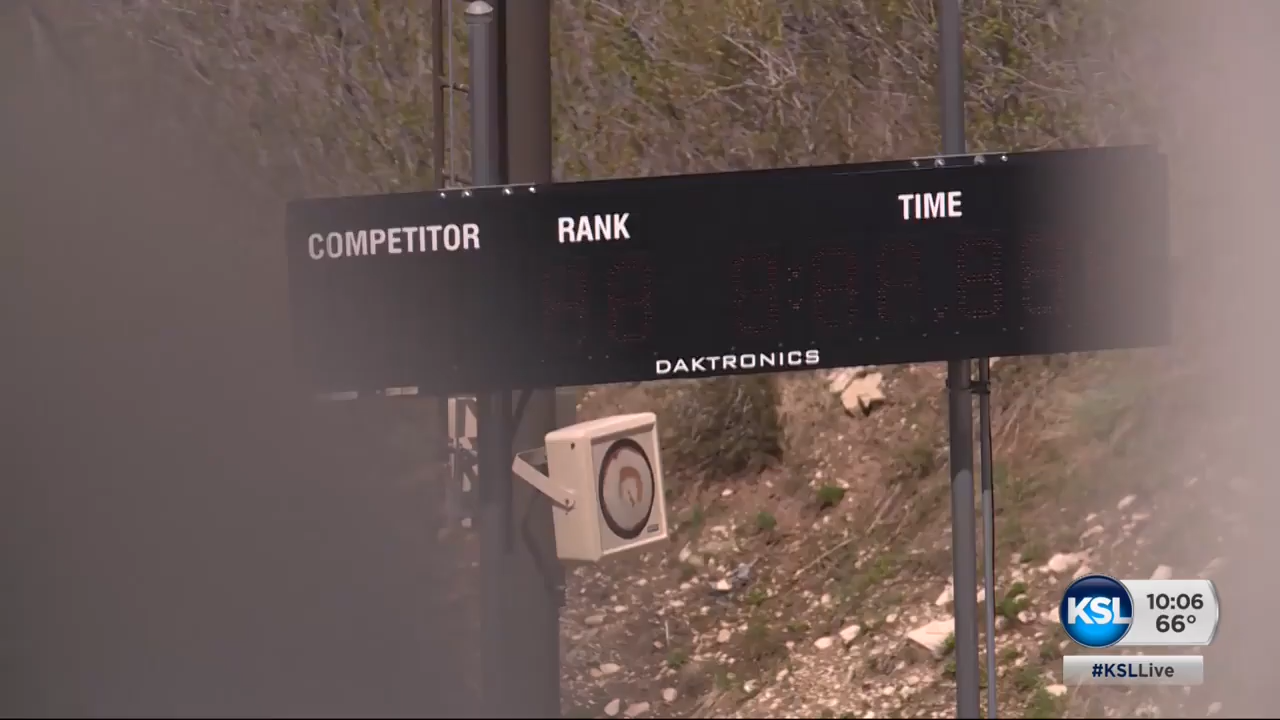 COMPETITOR RANK TIME
DAKTRONICS
KSL 10:06
66°
#KSLLive